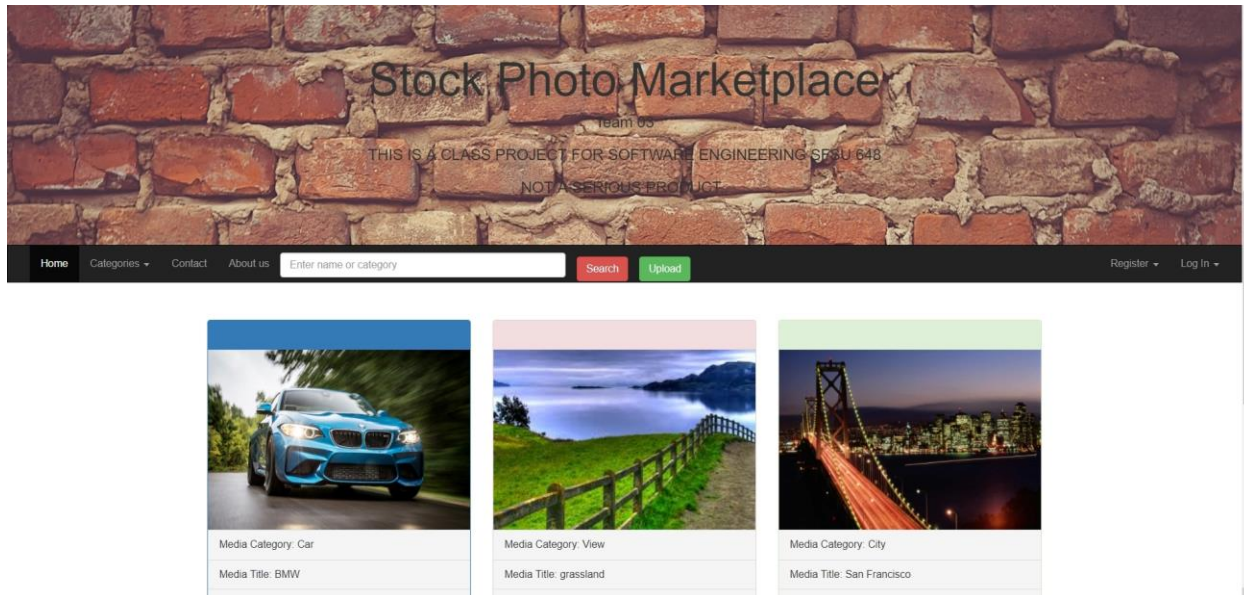 Stock Photo Marketplace
Team 03
THIS IS A CLASS PROJECT FOR SOFTWARE ENGINEERING SFSU 648
NOT A SERIOUS PRODUCT
Home Categories Contact About us Enter name or category Search Upload Register Log In
Media Category: Car Media Category: View Media Category: City
Media Title: BMW Media Title: grassland Media Title: San Francisco